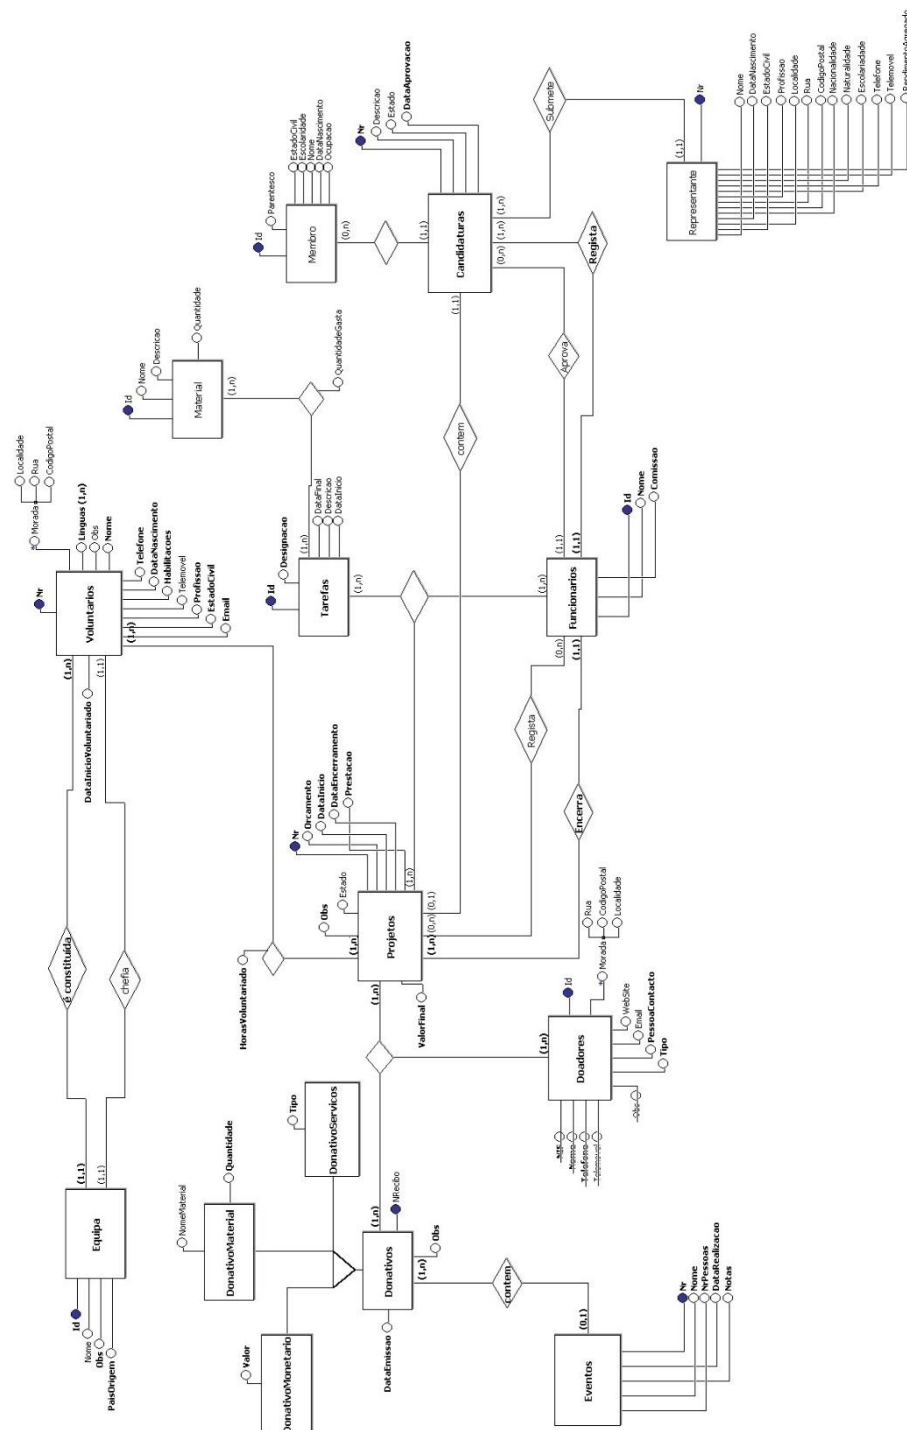 Equipa
Id
Nome
Obs
PaisOrigem
(1,1)
(1,1)
é constituída
chefia
(1,n)
DataInicioVoluntariado
(1,1)
(1,n)
Voluntarios
Nr
Morada
Localidade
Rua
CodigoPostal
Linguas (1,n)
Obs
Nome
Telefone
DataNascimento
Habilitacoes
Telemovel
Profissao
EstadoCivil
Email
HorasVoluntariado
DonativoMonetario
Valor
DonativoMaterial
NomeMaterial
Quantidade
DonativoServicos
Tipo
Donativos
(1,n)
NRecibo
Obs
(1,n)
DataEmissao
contem
(0,1)
Eventos
Nr
Nome
NrPessoas
DataRealizacao
Notas
Projetos
(1,n)
(1,n)
Obs
Estado
Nr
Orcamento
DataInicio
DataEncerramento
Prestacao
(1,n)
(0,1)
(0,n)
(1,n)
ValorFinal
Doadores
(1,n)
Id
Morada
Rua
CodigoPostal
Localidade
WebSite
Email
PessoaContacto
Tipo
Obs
Nome
Telefone
Telemovel
Tarefas
Id
Designacao
DataFinal
Descricao
DataInicio
(1,n)
(1,n)
QuantidadeGasta
Material
Id
Nome
Descricao
Quantidade
(1,n)
Membro
Id
Parentesco
EstadoCivil
Escolaridade
Nome
DataNascimento
Ocupacao
(0,n)
(1,1)
Candidaturas
Nr
Descricao
Estado
DataAprovacao
(1,1)
(1,n)
(1,n)
(0,n)
contem
Aprova
Regista
Submete
Funcionarios
(1,n)
(1,1)
(1,1)
(0,n)
(1,1)
Id
Nome
Comissao
Regista
Encerra
Representante
(1,1)
Nr
Nome
DataNascimento
EstadoCivil
Profissao
Localidade
Rua
CodigoPostal
Nacionalidade
Naturalidade
Escolariadade
Telefone
Telemovel
RendimentoAgregado